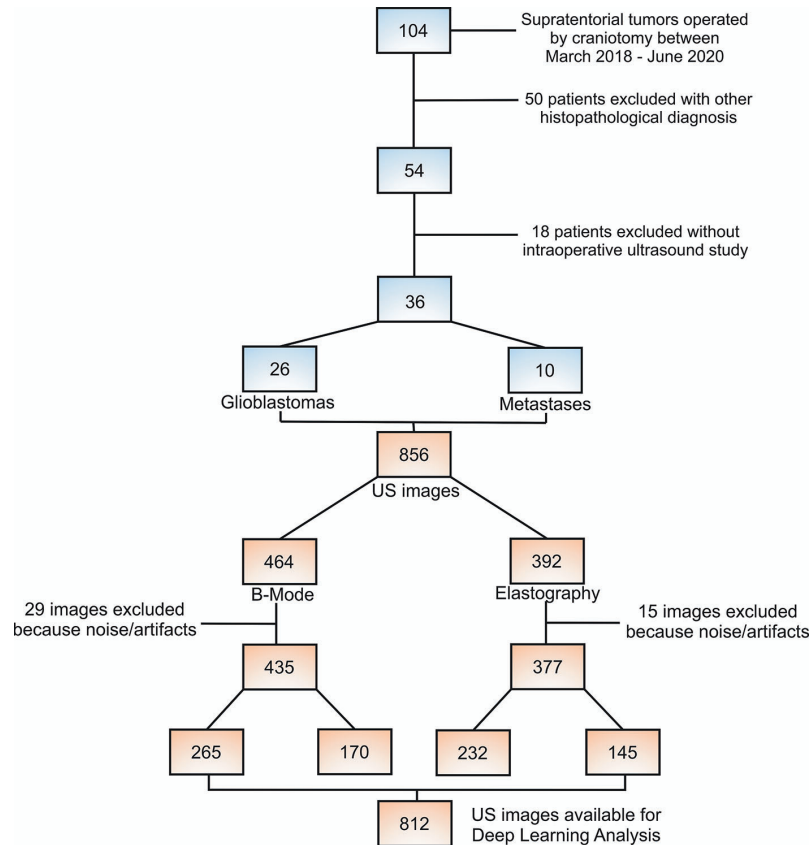 104
Supratentorial tumors operated
by craniotomy between
March 2018 - June 2020
50 patients excluded with other
histopathological diagnosis
54
18 patients excluded without
intraoperative ultrasound study
36
26
10
Glioblastomas
Metastases
856
US images
464
392
B-Mode
Elastography
29 images excluded
because noise/artifacts
15 images excluded
because noise/artifacts
435
377
265
170
232
145
812
US images available for
Deep Learning Analysis